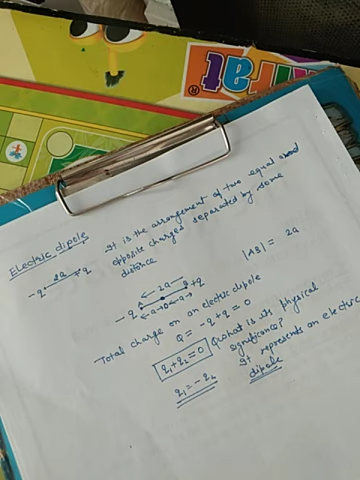 Electric dipole
It is the arrangement of two equal and
opposite charges separated by some
distance
-q 2a q
2a
-q +q
a o a
|AB| = 2a
Total charge on an electric dipole
Q = -q + q = 0
q₁+q₂=0
q₁=-q₂
Q what is its physical
significance?
It represents an electric
dipole